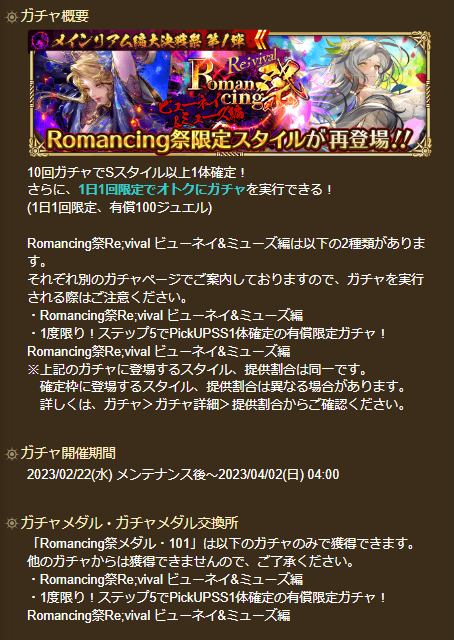 ガチャ概要
メインリアム編大決戦祭 第1弾
Re;vival
Romancing祭
ビューネイ
&ミューズ編
Romancing祭限定スタイルが再登場!!
10回ガチャでSスタイル以上1体確定！
さらに、1日1回限定でオトクにガチャを実行できる！
(1日1回限定、有償100ジュエル)
Romancing祭Re;vival ビューネイ&ミューズ編は以下の2種類がありま
す。
それぞれ別のガチャページでご案内しておりますので、ガチャを実行
される際はご注意ください。
・Romancing祭Re;vival ビューネイ&ミューズ編
・1度限り！ステップ5でPickUPSS1体確定の有償限定ガチャ！
Romancing祭Re;vival ビューネイ&ミューズ編
※上記のガチャに登場するスタイル、提供割合は同一です。
確定枠に登場するスタイル、提供割合は異なる場合があります。
詳しくは、ガチャ＞ガチャ詳細＞提供割合からご確認ください。
ガチャ開催期間
2023/02/22(水) メンテナンス後～2023/04/02(日) 04:00
ガチャメダル・ガチャメダル交換所
「Romancing祭メダル・101」は以下のガチャのみで獲得できます。
他のガチャからは獲得できませんので、ご了承ください。
・Romancing祭Re;vival ビューネイ&ミューズ編
・1度限り！ステップ5でPickUPSS1体確定の有償限定ガチャ！
Romancing祭Re;vival ビューネイ&ミューズ編